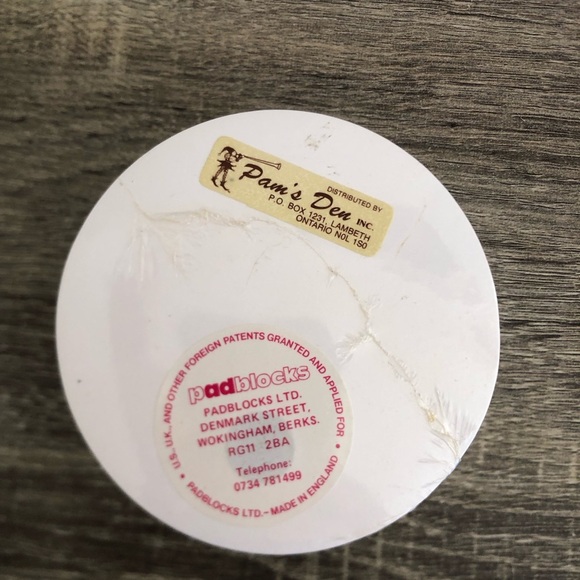 DISTRIBUTED BY
Pam's Den INC.
P.O. BOX 1231, LAMBETH
ONTARIO N0L 1S0
U.S., U.K., AND OTHER FOREIGN PATENTS GRANTED AND APPLIED FOR
padblocks
PADBLOCKS LTD.
DENMARK STREET,
WOKINGHAM, BERKS.
RG11 2BA
Telephone:
0734 781499
PADBLOCKS LTD.–MADE IN ENGLAND